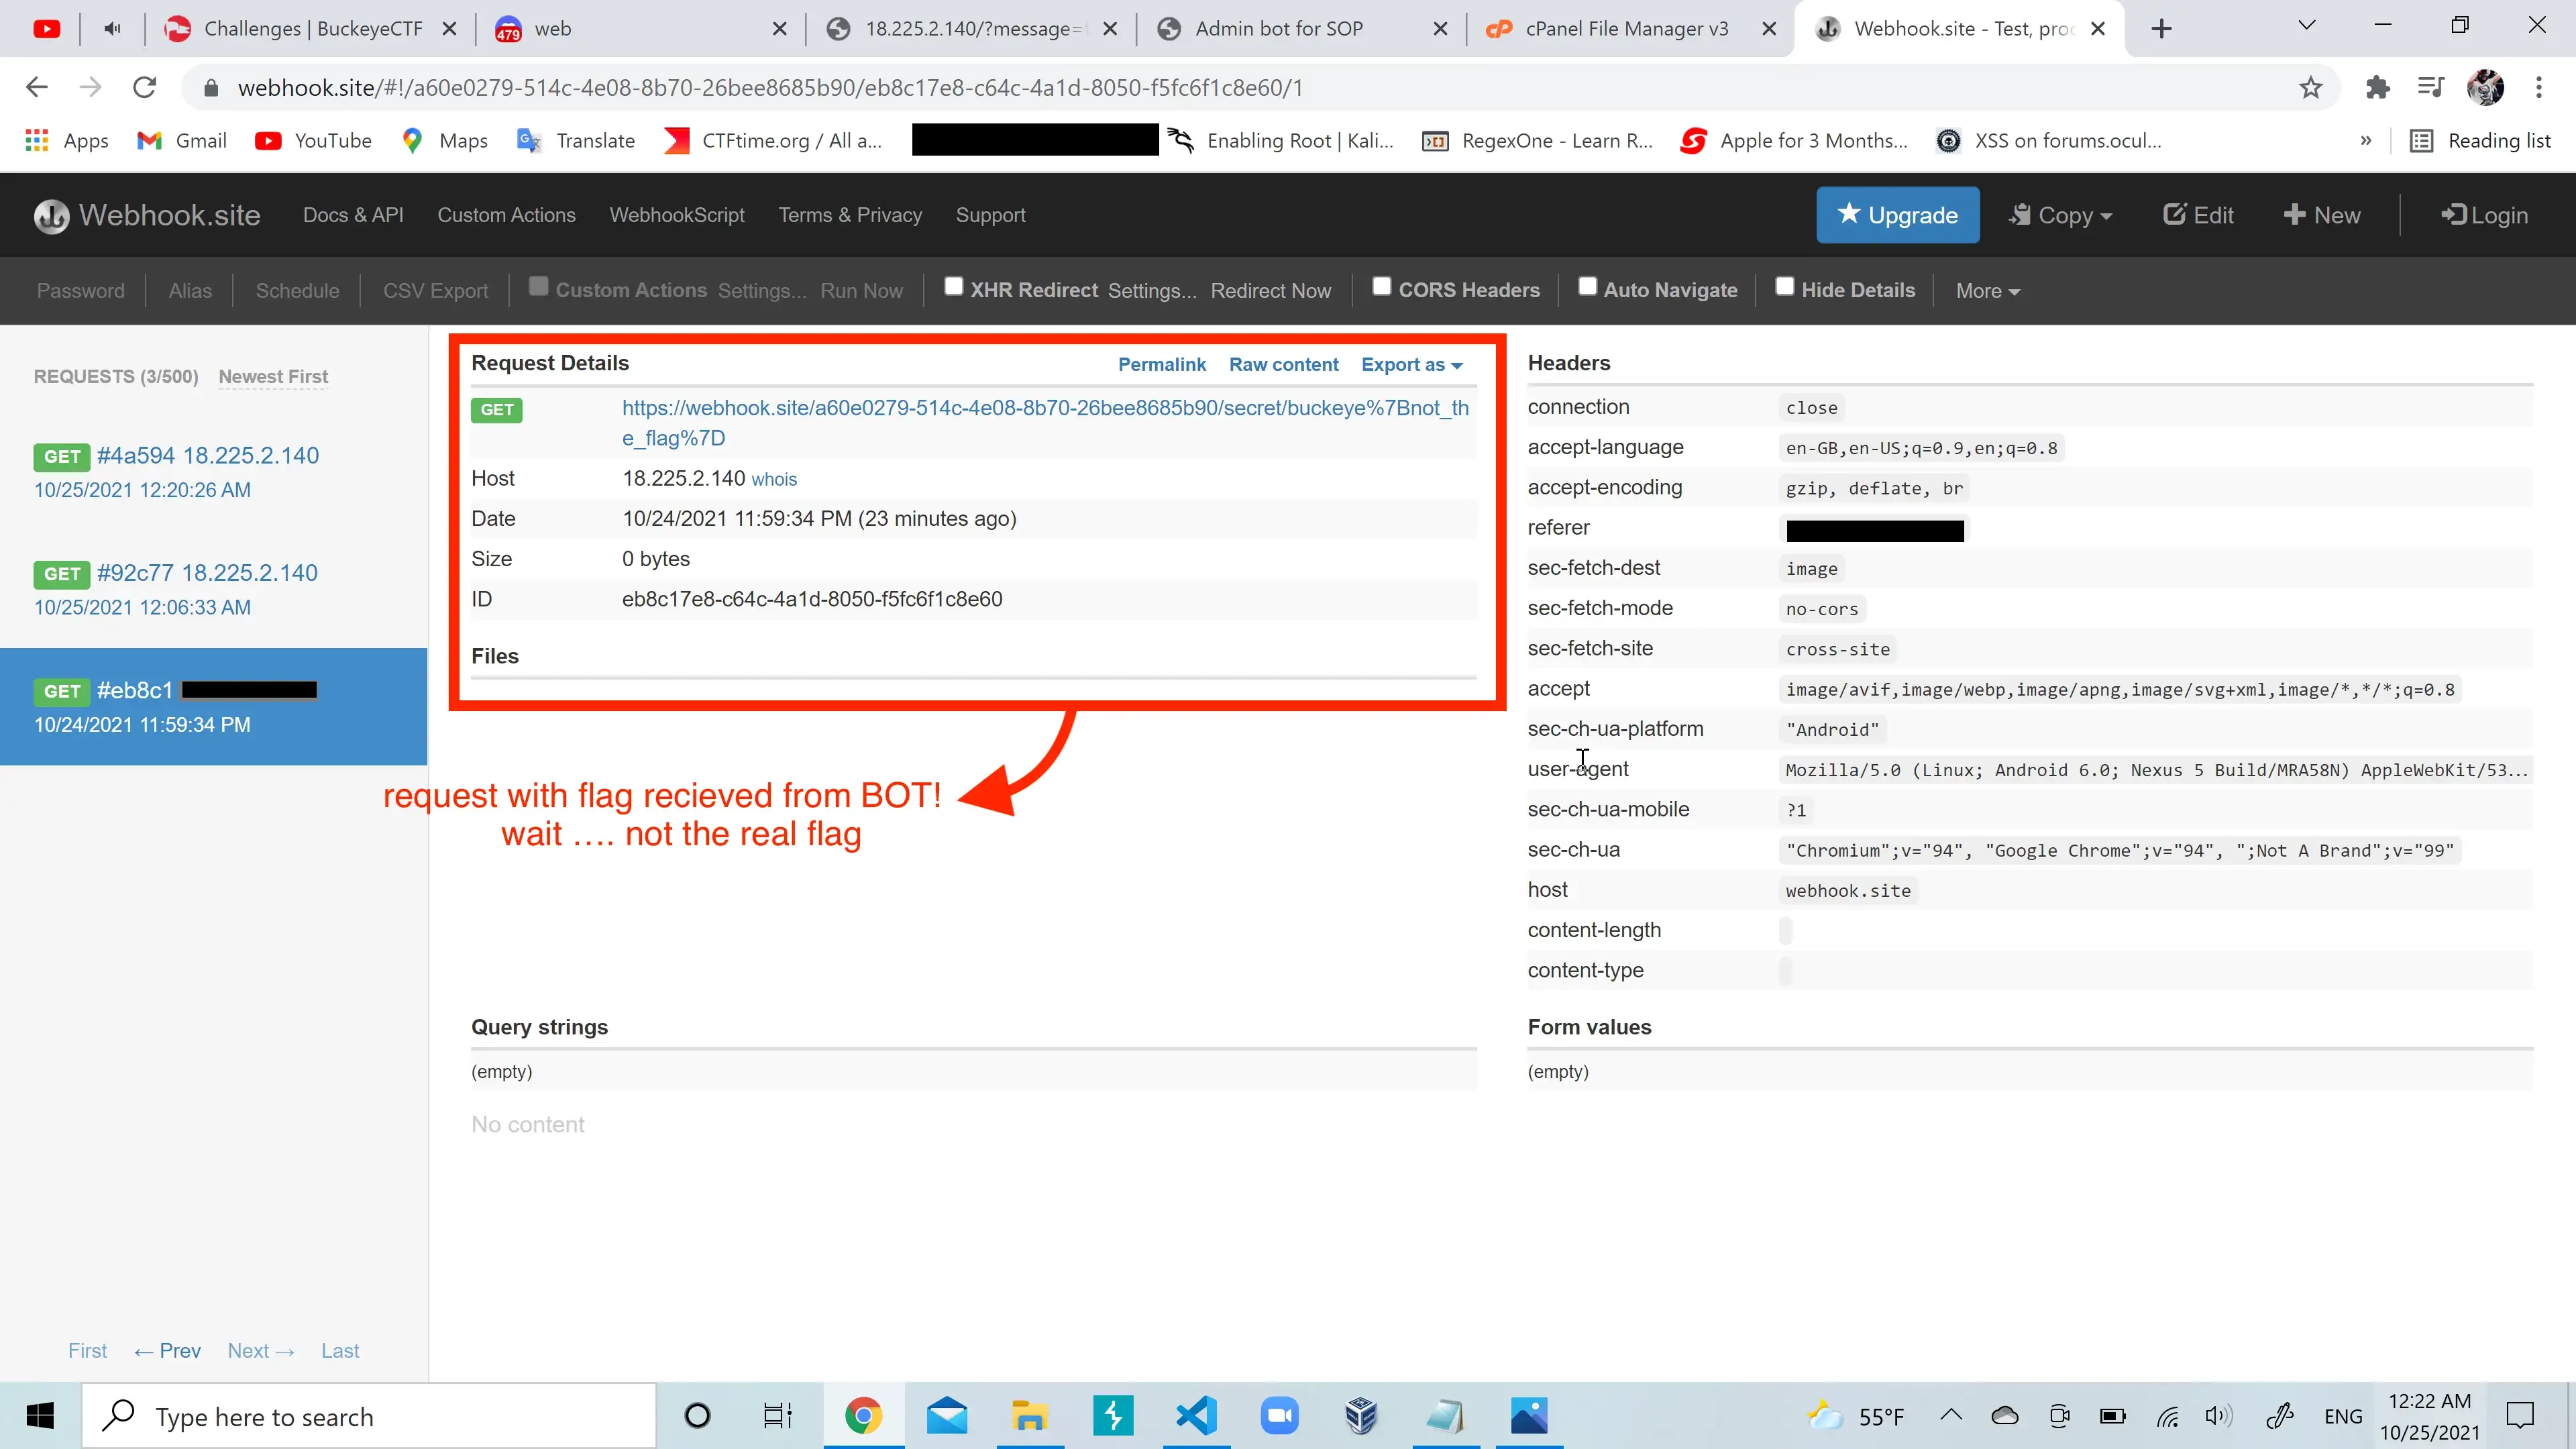 Challenges | BuckeyeCTF
479 web
18.225.2.140/?message=
Admin bot for SOP
cPanel File Manager v3
Webhook.site - Test, proc
webhook.site/#!/a60e0279-514c-4e08-8b70-26bee8685b90/eb8c17e8-c64c-4a1d-8050-f5fc6f1c8e60/1
Apps Gmail YouTube Maps Translate CTFtime.org / All a... Enabling Root | Kali... RegexOne - Learn R... Apple for 3 Months... XSS on forums.ocul... » Reading list
Webhook.site Docs & API Custom Actions WebhookScript Terms & Privacy Support Upgrade Copy Edit New Login
Password Alias Schedule CSV Export Custom Actions Settings... Run Now XHR Redirect Settings... Redirect Now CORS Headers Auto Navigate Hide Details More
REQUESTS (3/500) Newest First
GET #4a594 18.225.2.140
10/25/2021 12:20:26 AM
GET #92c77 18.225.2.140
10/25/2021 12:06:33 AM
GET #eb8c1
10/24/2021 11:59:34 PM
First ← Prev Next → Last
Request Details Permalink Raw content Export as
GET https://webhook.site/a60e0279-514c-4e08-8b70-26bee8685b90/secret/buckeye%7Bnot_th
e_flag%7D
Host 18.225.2.140 whois
Date 10/24/2021 11:59:34 PM (23 minutes ago)
Size 0 bytes
ID eb8c17e8-c64c-4a1d-8050-f5fc6f1c8e60
Files
request with flag recieved from BOT!
wait .... not the real flag
Query strings
(empty)
No content
Headers
connection close
accept-language en-GB,en-US;q=0.9,en;q=0.8
accept-encoding gzip, deflate, br
referer
sec-fetch-dest image
sec-fetch-mode no-cors
sec-fetch-site cross-site
accept image/avif,image/webp,image/apng,image/svg+xml,image/*,*/*;q=0.8
sec-ch-ua-platform "Android"
user-agent Mozilla/5.0 (Linux; Android 6.0; Nexus 5 Build/MRA58N) AppleWebKit/53...
sec-ch-ua-mobile ?1
sec-ch-ua "Chromium";v="94", "Google Chrome";v="94", ";Not A Brand";v="99"
host webhook.site
content-length
content-type
Form values
(empty)
Type here to search
55°F
ENG
12:22 AM
10/25/2021